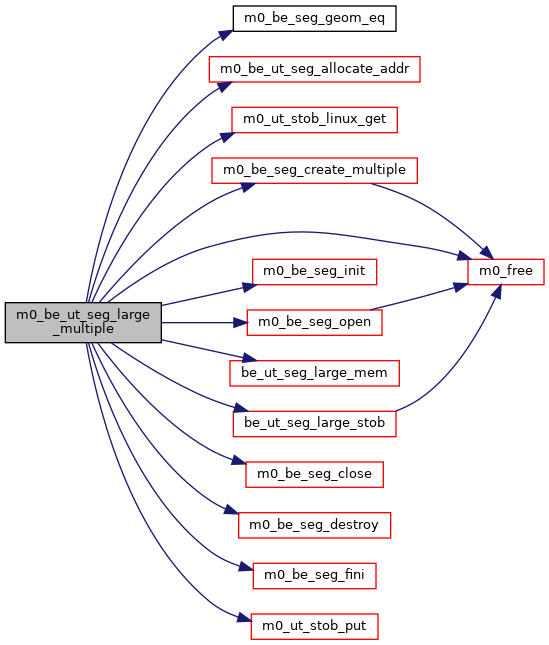 m0_be_seg_geom_eq
m0_be_ut_seg_allocate_addr
m0_ut_stob_linux_get
m0_be_seg_create_multiple
m0_free
m0_be_seg_init
m0_be_ut_seg_large
_multiple
m0_be_seg_open
be_ut_seg_large_mem
be_ut_seg_large_stob
m0_be_seg_close
m0_be_seg_destroy
m0_be_seg_fini
m0_ut_stob_put